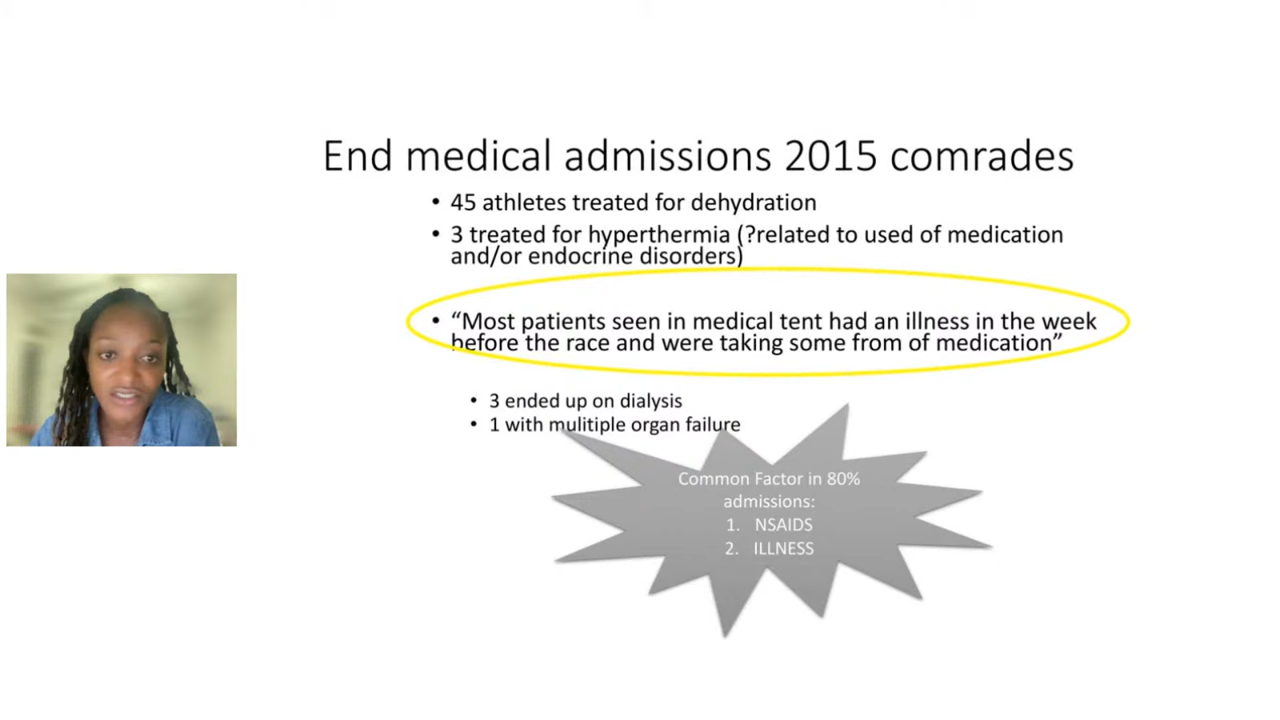 End medical admissions 2015 comrades
• 45 athletes treated for dehydration
• 3 treated for hyperthermia (?related to used of medication
and/or endocrine disorders)
• “Most patients seen in medical tent had an illness in the week
before the race and were taking some from of medication”
• 3 ended up on dialysis
• 1 with mulitiple organ failure
Common Factor in 80%
admissions:
1. NSAIDS
2. ILLNESS